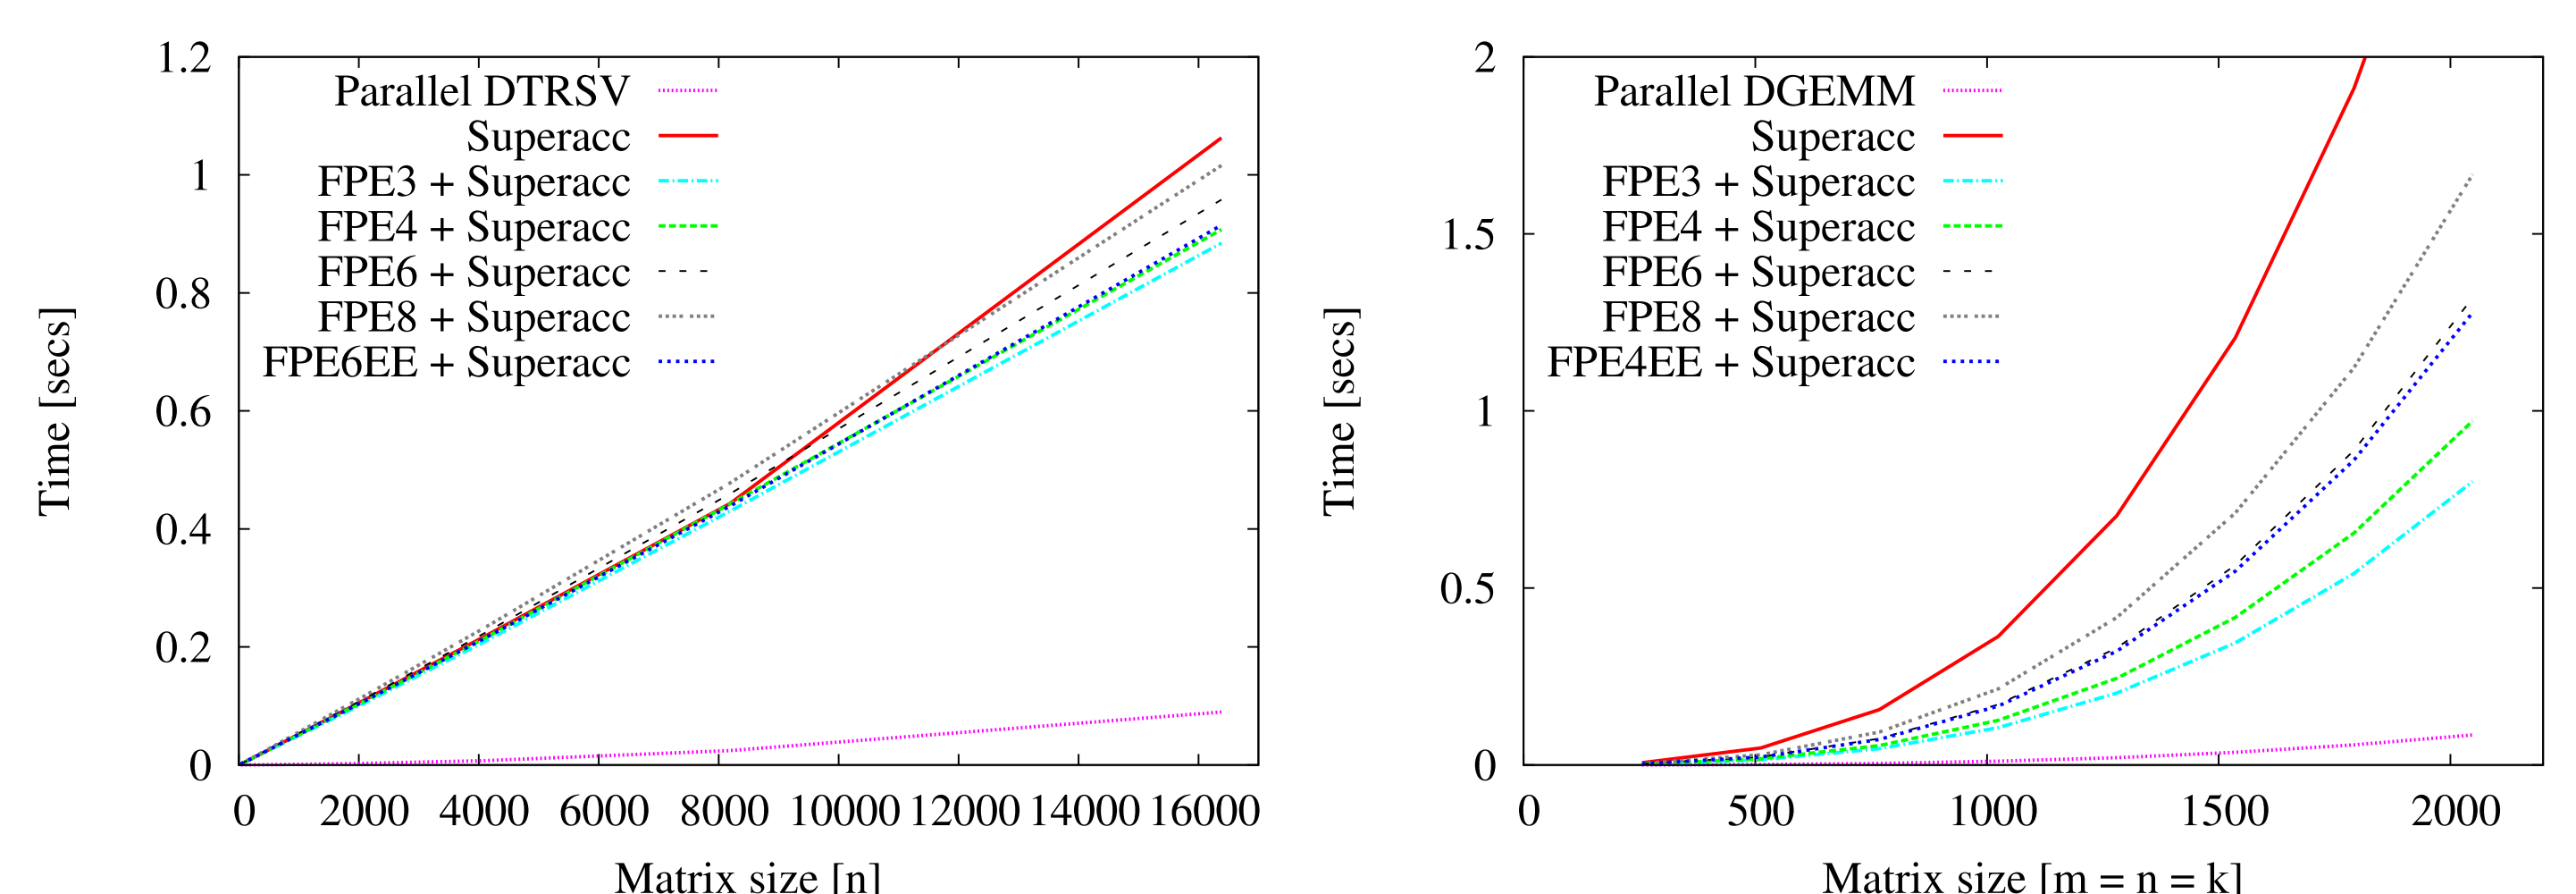 Time [secs]
1.2
1
0.8
0.6
0.4
0.2
0
Parallel DTRSV
Superacc
FPE3 + Superacc
FPE4 + Superacc
FPE6 + Superacc
FPE8 + Superacc
FPE6EE + Superacc
0 2000 4000 6000 8000 10000 12000 14000 16000
Matrix size [n]
Time [secs]
2
1.5
1
0.5
0
Parallel DGEMM
Superacc
FPE3 + Superacc
FPE4 + Superacc
FPE6 + Superacc
FPE8 + Superacc
FPE4EE + Superacc
0 500 1000 1500 2000
Matrix size [m = n = k]